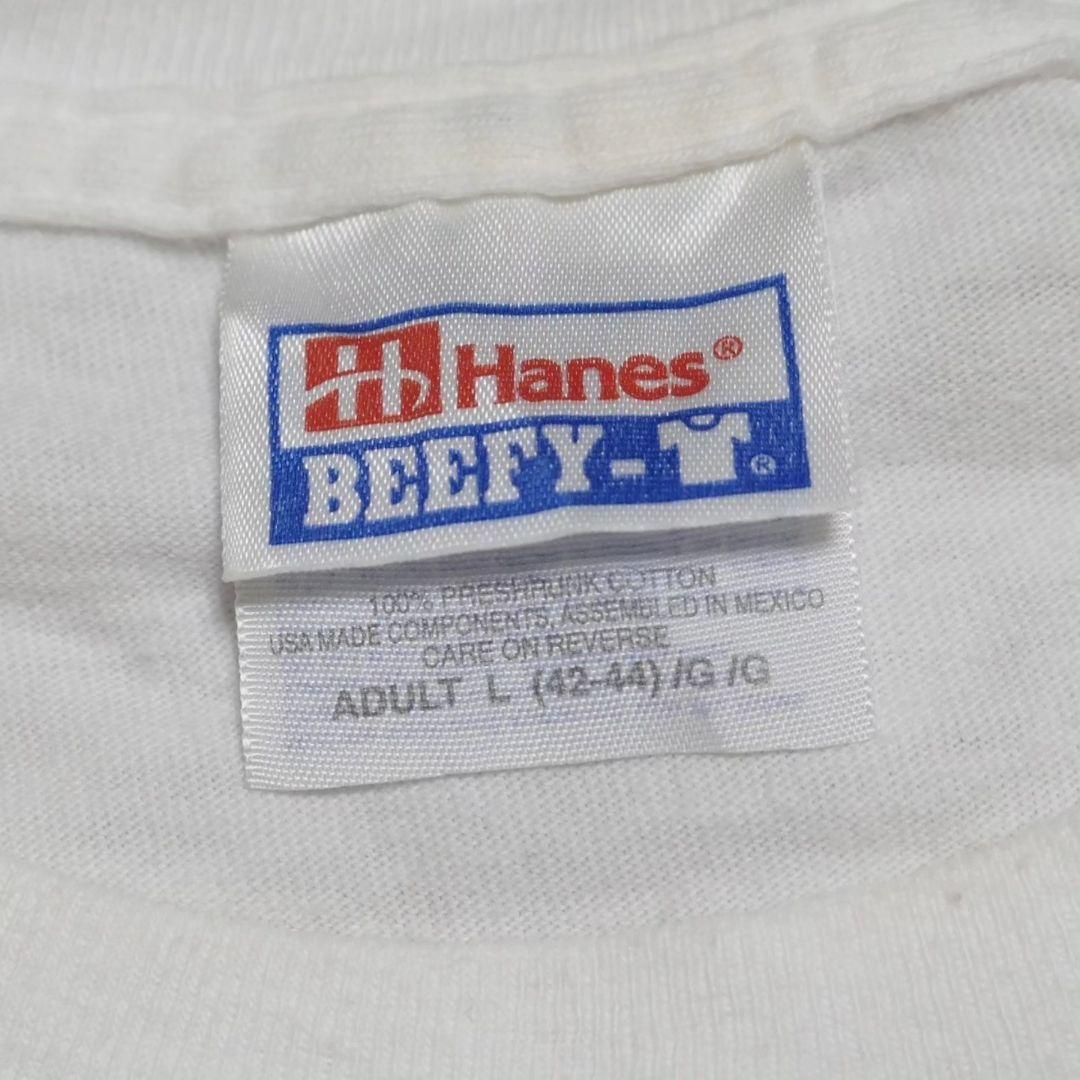 Hanes®
BEEFY-T®
100% PRESHRUNK COTTON
USA MADE COMPONENTS, ASSEMBLED IN MEXICO
CARE ON REVERSE
ADULT L (42-44) /G /G